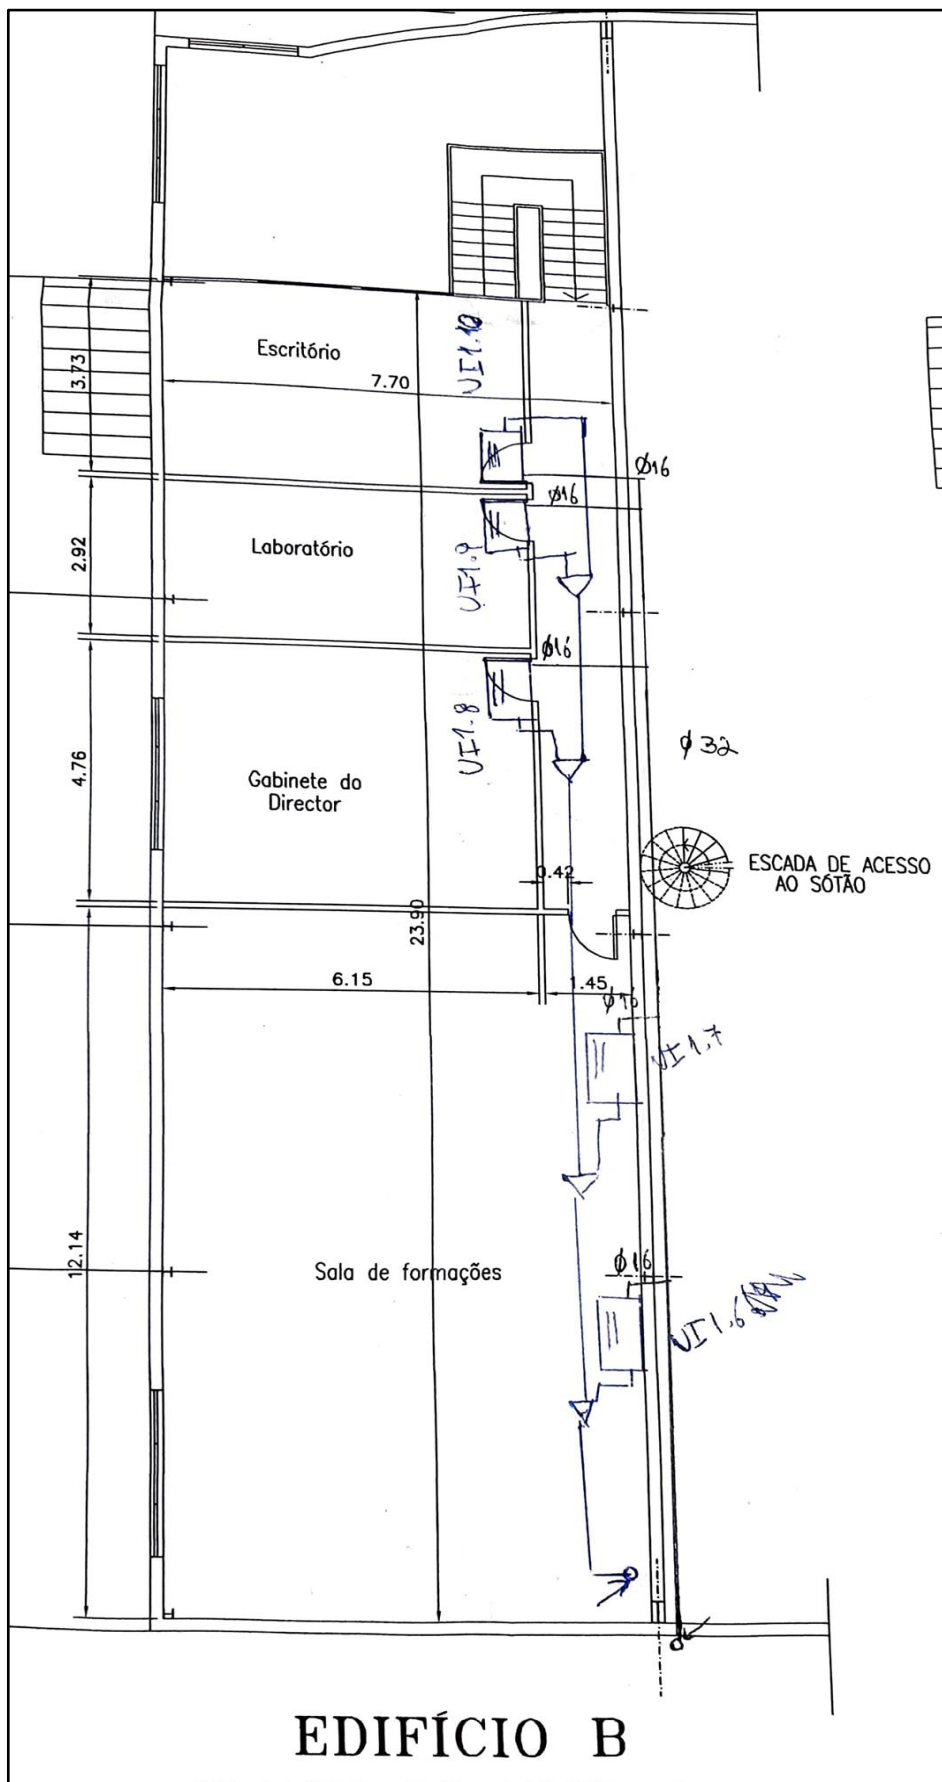 VI1.10
Escritório
3.73
7.70
Ø16
Ø16
Laboratório
2.92
VI1.9
Ø16
VI1.8
Ø32
4.76
Gabinete do
Director
ESCADA DE ACESSO
AO SÓTÃO
0.42
23.90
6.15
1.45
Ø16
VI1.7
12.14
Sala de formações
Ø16
VI1.6
EDIFÍCIO B